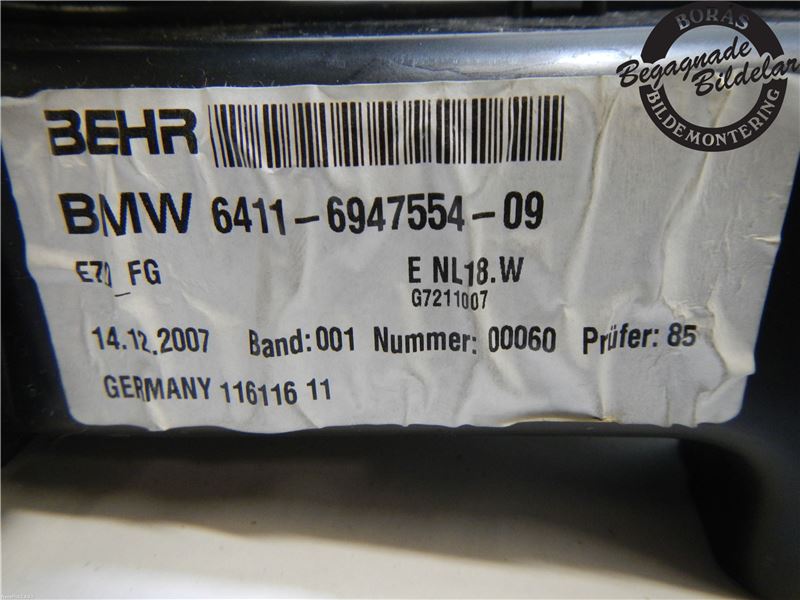 BORÅS
Begagnade
Bildelar
BILDEMONTERING
BEHR
BMW 6411-6947554-09
E70_FG E NL18.W
G7211007
14.12.2007 Band:001 Nummer: 00060 Prüfer: 85
GERMANY 116116 11